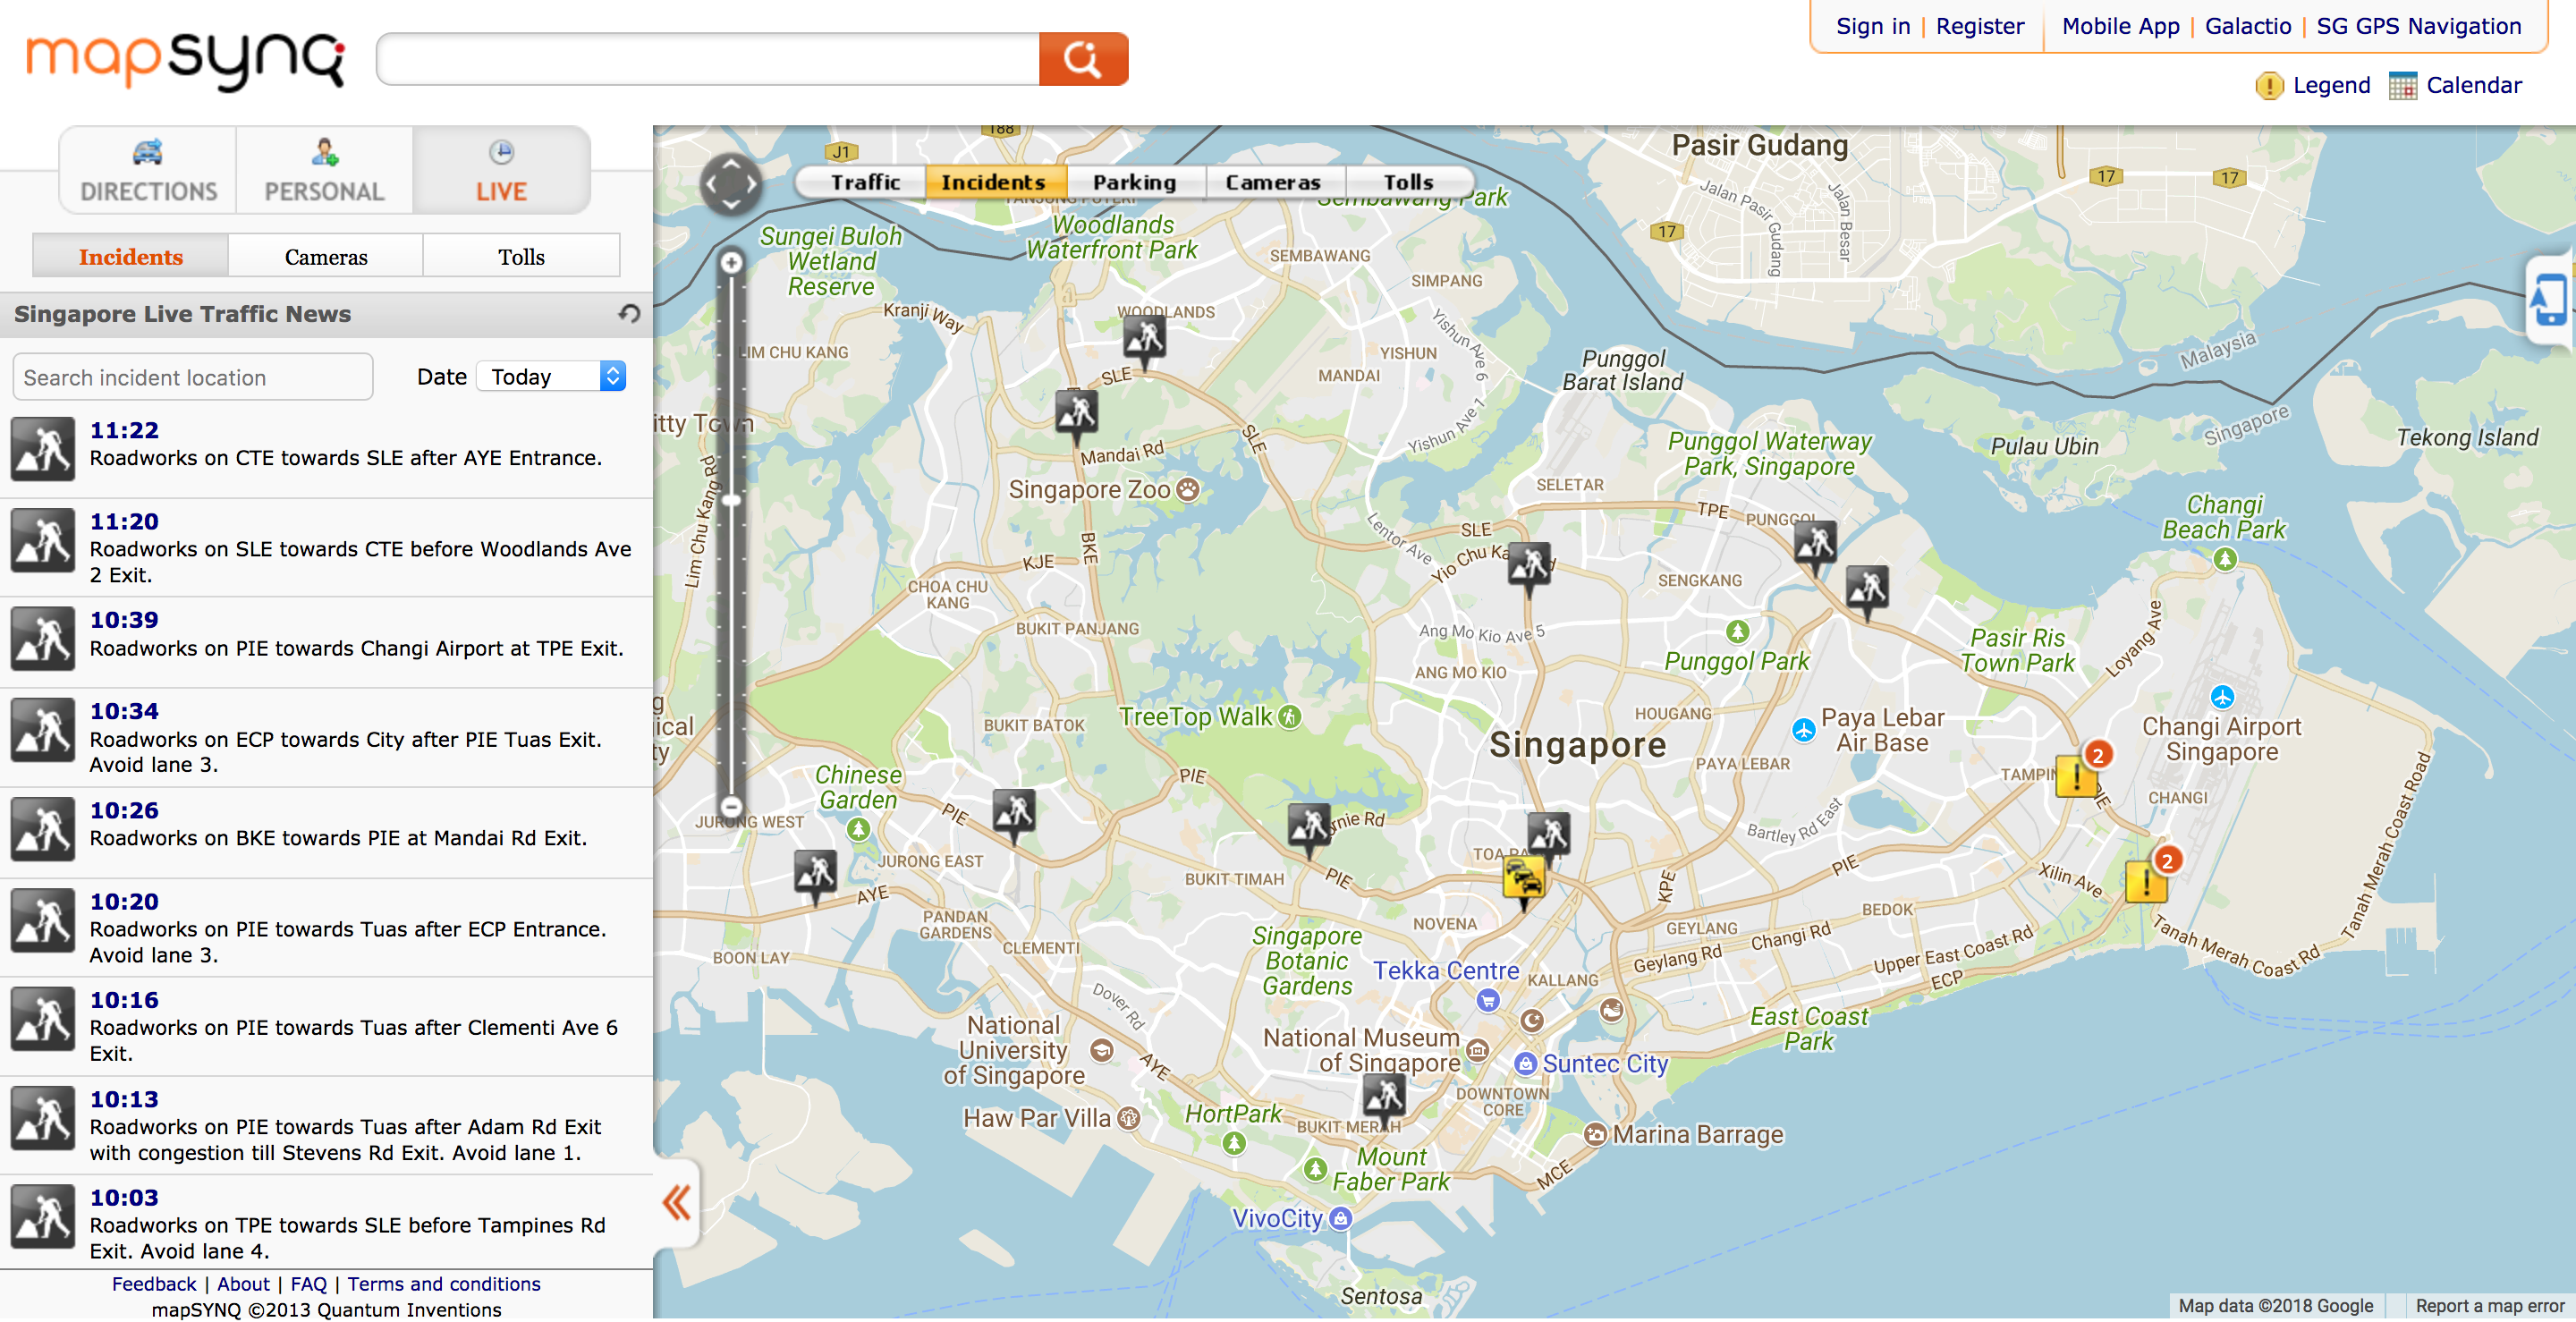 mapsynq
Sign in | Register | Mobile App | Galactio | SG GPS Navigation
Legend Calendar
DIRECTIONS PERSONAL LIVE
Incidents Cameras Tolls
Singapore Live Traffic News
Search incident location Date Today
11:22
Roadworks on CTE towards SLE after AYE Entrance.
11:20
Roadworks on SLE towards CTE before Woodlands Ave
2 Exit.
10:39
Roadworks on PIE towards Changi Airport at TPE Exit.
10:34
Roadworks on ECP towards City after PIE Tuas Exit.
Avoid lane 3.
10:26
Roadworks on BKE towards PIE at Mandai Rd Exit.
10:20
Roadworks on PIE towards Tuas after ECP Entrance.
Avoid lane 3.
10:16
Roadworks on PIE towards Tuas after Clementi Ave 6
Exit.
10:13
Roadworks on PIE towards Tuas after Adam Rd Exit
with congestion till Stevens Rd Exit. Avoid lane 1.
10:03
Roadworks on TPE towards SLE before Tampines Rd
Exit. Avoid lane 4.
Feedback | About | FAQ | Terms and conditions
mapSYNQ ©2013 Quantum Inventions
Traffic Incidents Parking Cameras Tolls
188
J1
Pasir Gudang
Jalan Pasir Gudang
Jalan Besar
17
17
17
Sembawang Park
Woodlands
Waterfront Park
Sungei Buloh
Wetland
Reserve
SEMBAWANG
SIMPANG
Kranji Way
WOODLANDS
LIM CHU KANG
YISHUN
Yishun Ave 6
MANDAI
Punggol
Barat Island
Malaysia
Singapore
SLE
Yishun Ave 1
SLE
Mandai Rd
Punggol Waterway
Park, Singapore
Pulau Ubin
Tekong Island
Lim Chu Kang Rd
Singapore Zoo
SELETAR
Changi
Beach Park
TPE
PUNGGOL
Lentor Ave
SLE
BKE
KJE
CHOA CHU
KANG
SENGKANG
BUKIT PANJANG
Ang Mo Kio Ave 5
Punggol Park
Pasir Ris
Town Park
Loyang Ave
ANG MO KIO
TreeTop Walk
BUKIT BATOK
HOUGANG
Paya Lebar
Air Base
Changi Airport
Singapore
Singapore
PAYA LEBAR
2
PIE
Chinese
Garden
CHANGI
JURONG WEST
PIE
Bartley Rd East
Tanah Merah Coast Road
JURONG EAST
2
PIE
BUKIT TIMAH
PIE
KPE
Xilin Ave
AYE
PANDAN
GARDENS
NOVENA
GEYLANG
BEDOK
CLEMENTI
BOON LAY
Singapore
Botanic
Gardens
Changi Rd
Geylang Rd
Upper East Coast Rd
Tanah Merah Coast Rd
Tekka Centre
KALLANG
ECP
Dover Rd
East Coast
Park
National
University
of Singapore
National Museum
of Singapore
Suntec City
AYE
DOWNTOWN
CORE
Haw Par Villa
HortPark
BUKIT MERAH
Marina Barrage
Mount
Faber Park
MCE
VivoCity
Sentosa
Map data ©2018 Google Report a map error